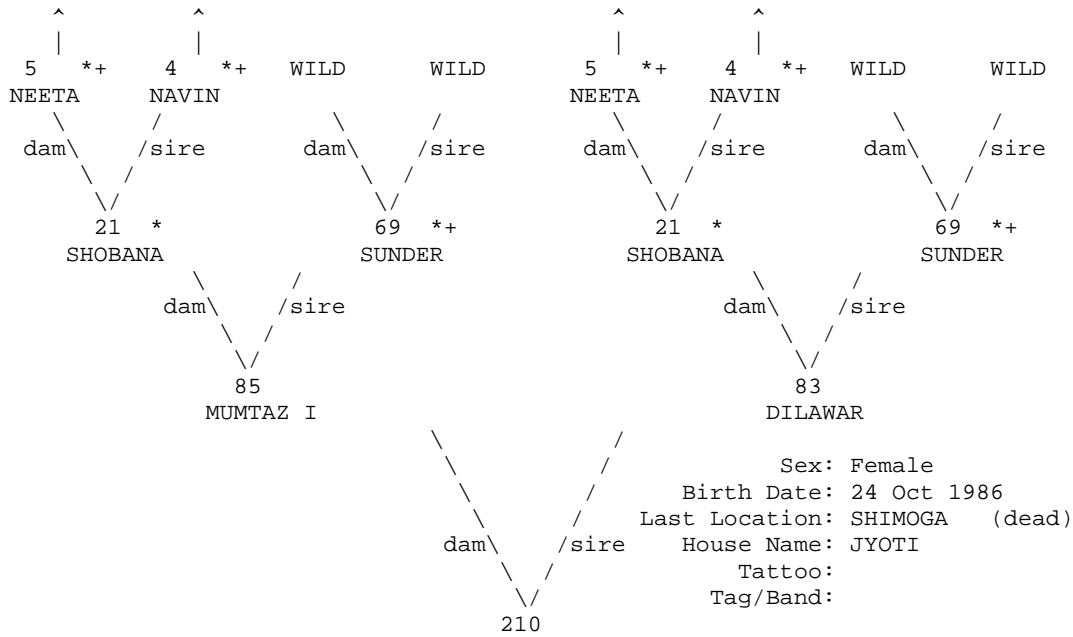 ^ ^ ^ ^
| | | |
5 *+ 4 *+ WILD WILD 5 *+ 4 *+ WILD WILD
NEETA NAVIN NEETA NAVIN
\ / \ / \ / \ /
dam\ /sire dam\ /sire dam\ /sire dam\ /sire
\ / \ / \ / \ /
\/ \/ \/ \/
21 * 69 *+ 21 * 69 *+
SHOBANA SUNDER SHOBANA SUNDER
\ / \ /
dam\ /sire dam\ /sire
\ / \ /
\/ \/
85 83
MUMTAZ I DILAWAR
\ /
\ / Sex: Female
\ / Birth Date: 24 Oct 1986
\ / Last Location: SHIMOGA (dead)
dam\ /sire House Name: JYOTI
\ / Tattoo:
\/ Tag/Band:
210